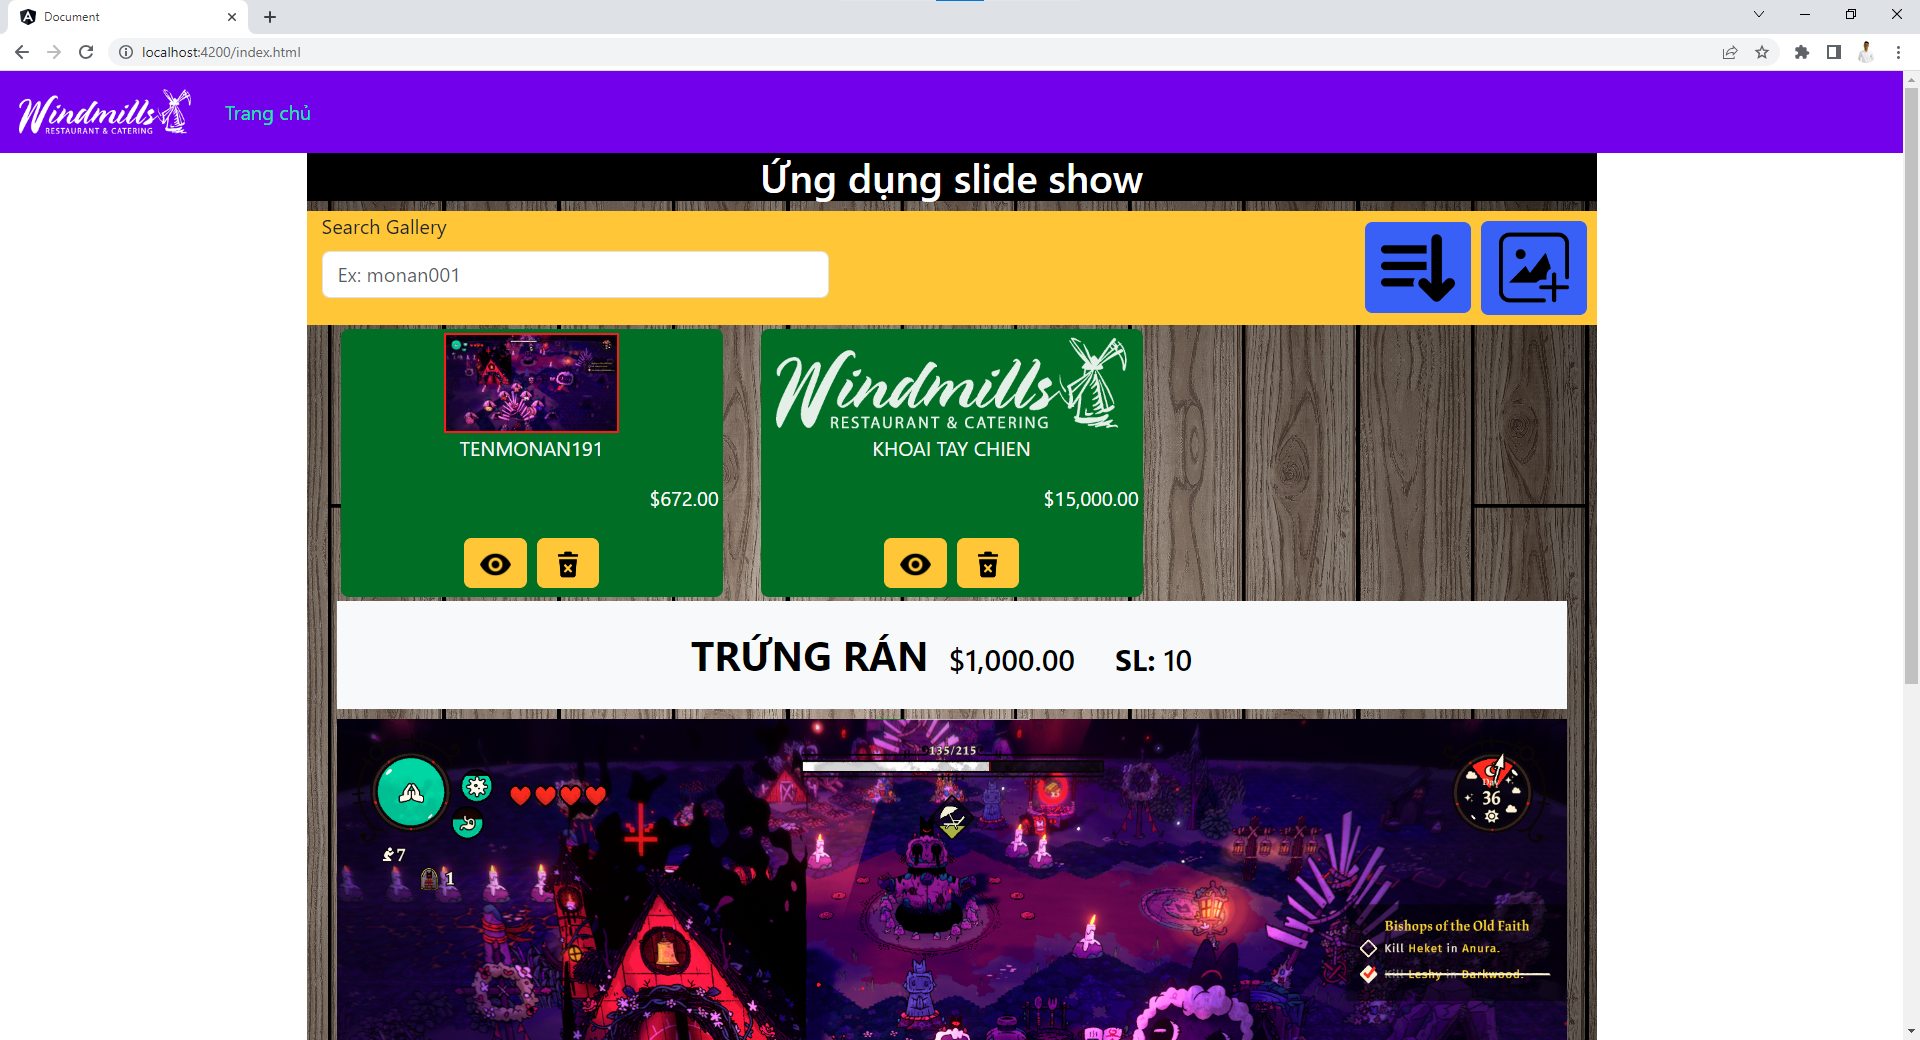 Document
localhost:4200/index.html
Windmills
RESTAURANT & CATERING
Trang chủ
Ứng dụng slide show
Search Gallery
Ex: monan001
TENMONAN191
$672.00
Windmills
RESTAURANT & CATERING
KHOAI TAY CHIEN
$15,000.00
TRỨNG RÁN $1,000.00 SL: 10
135/215
Day
36
7
1
Bishops of the Old Faith
Kill Heket in Anura.
Kill Leshy in Darkwood.